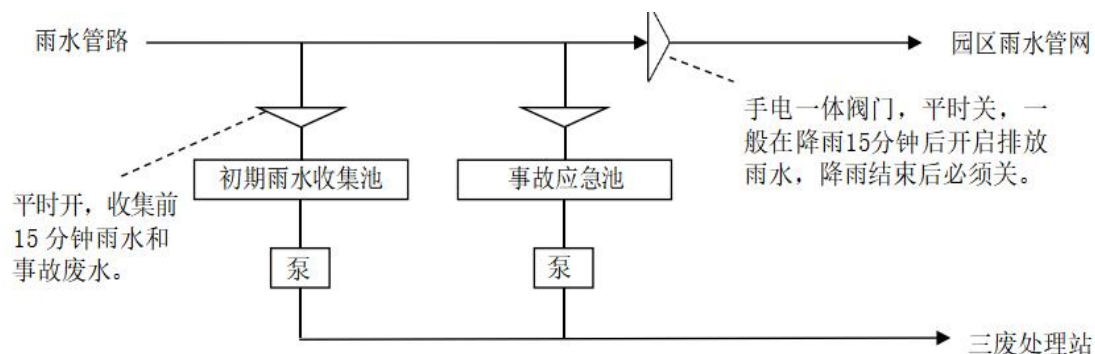 雨水管路
园区雨水管网
手电一体阀门，平时关，一
般在降雨15分钟后开启排放
雨水，降雨结束后必须关。
初期雨水收集池
事故应急池
平时开，收集前
15 分钟雨水和
事故废水。
泵
泵
三废处理站